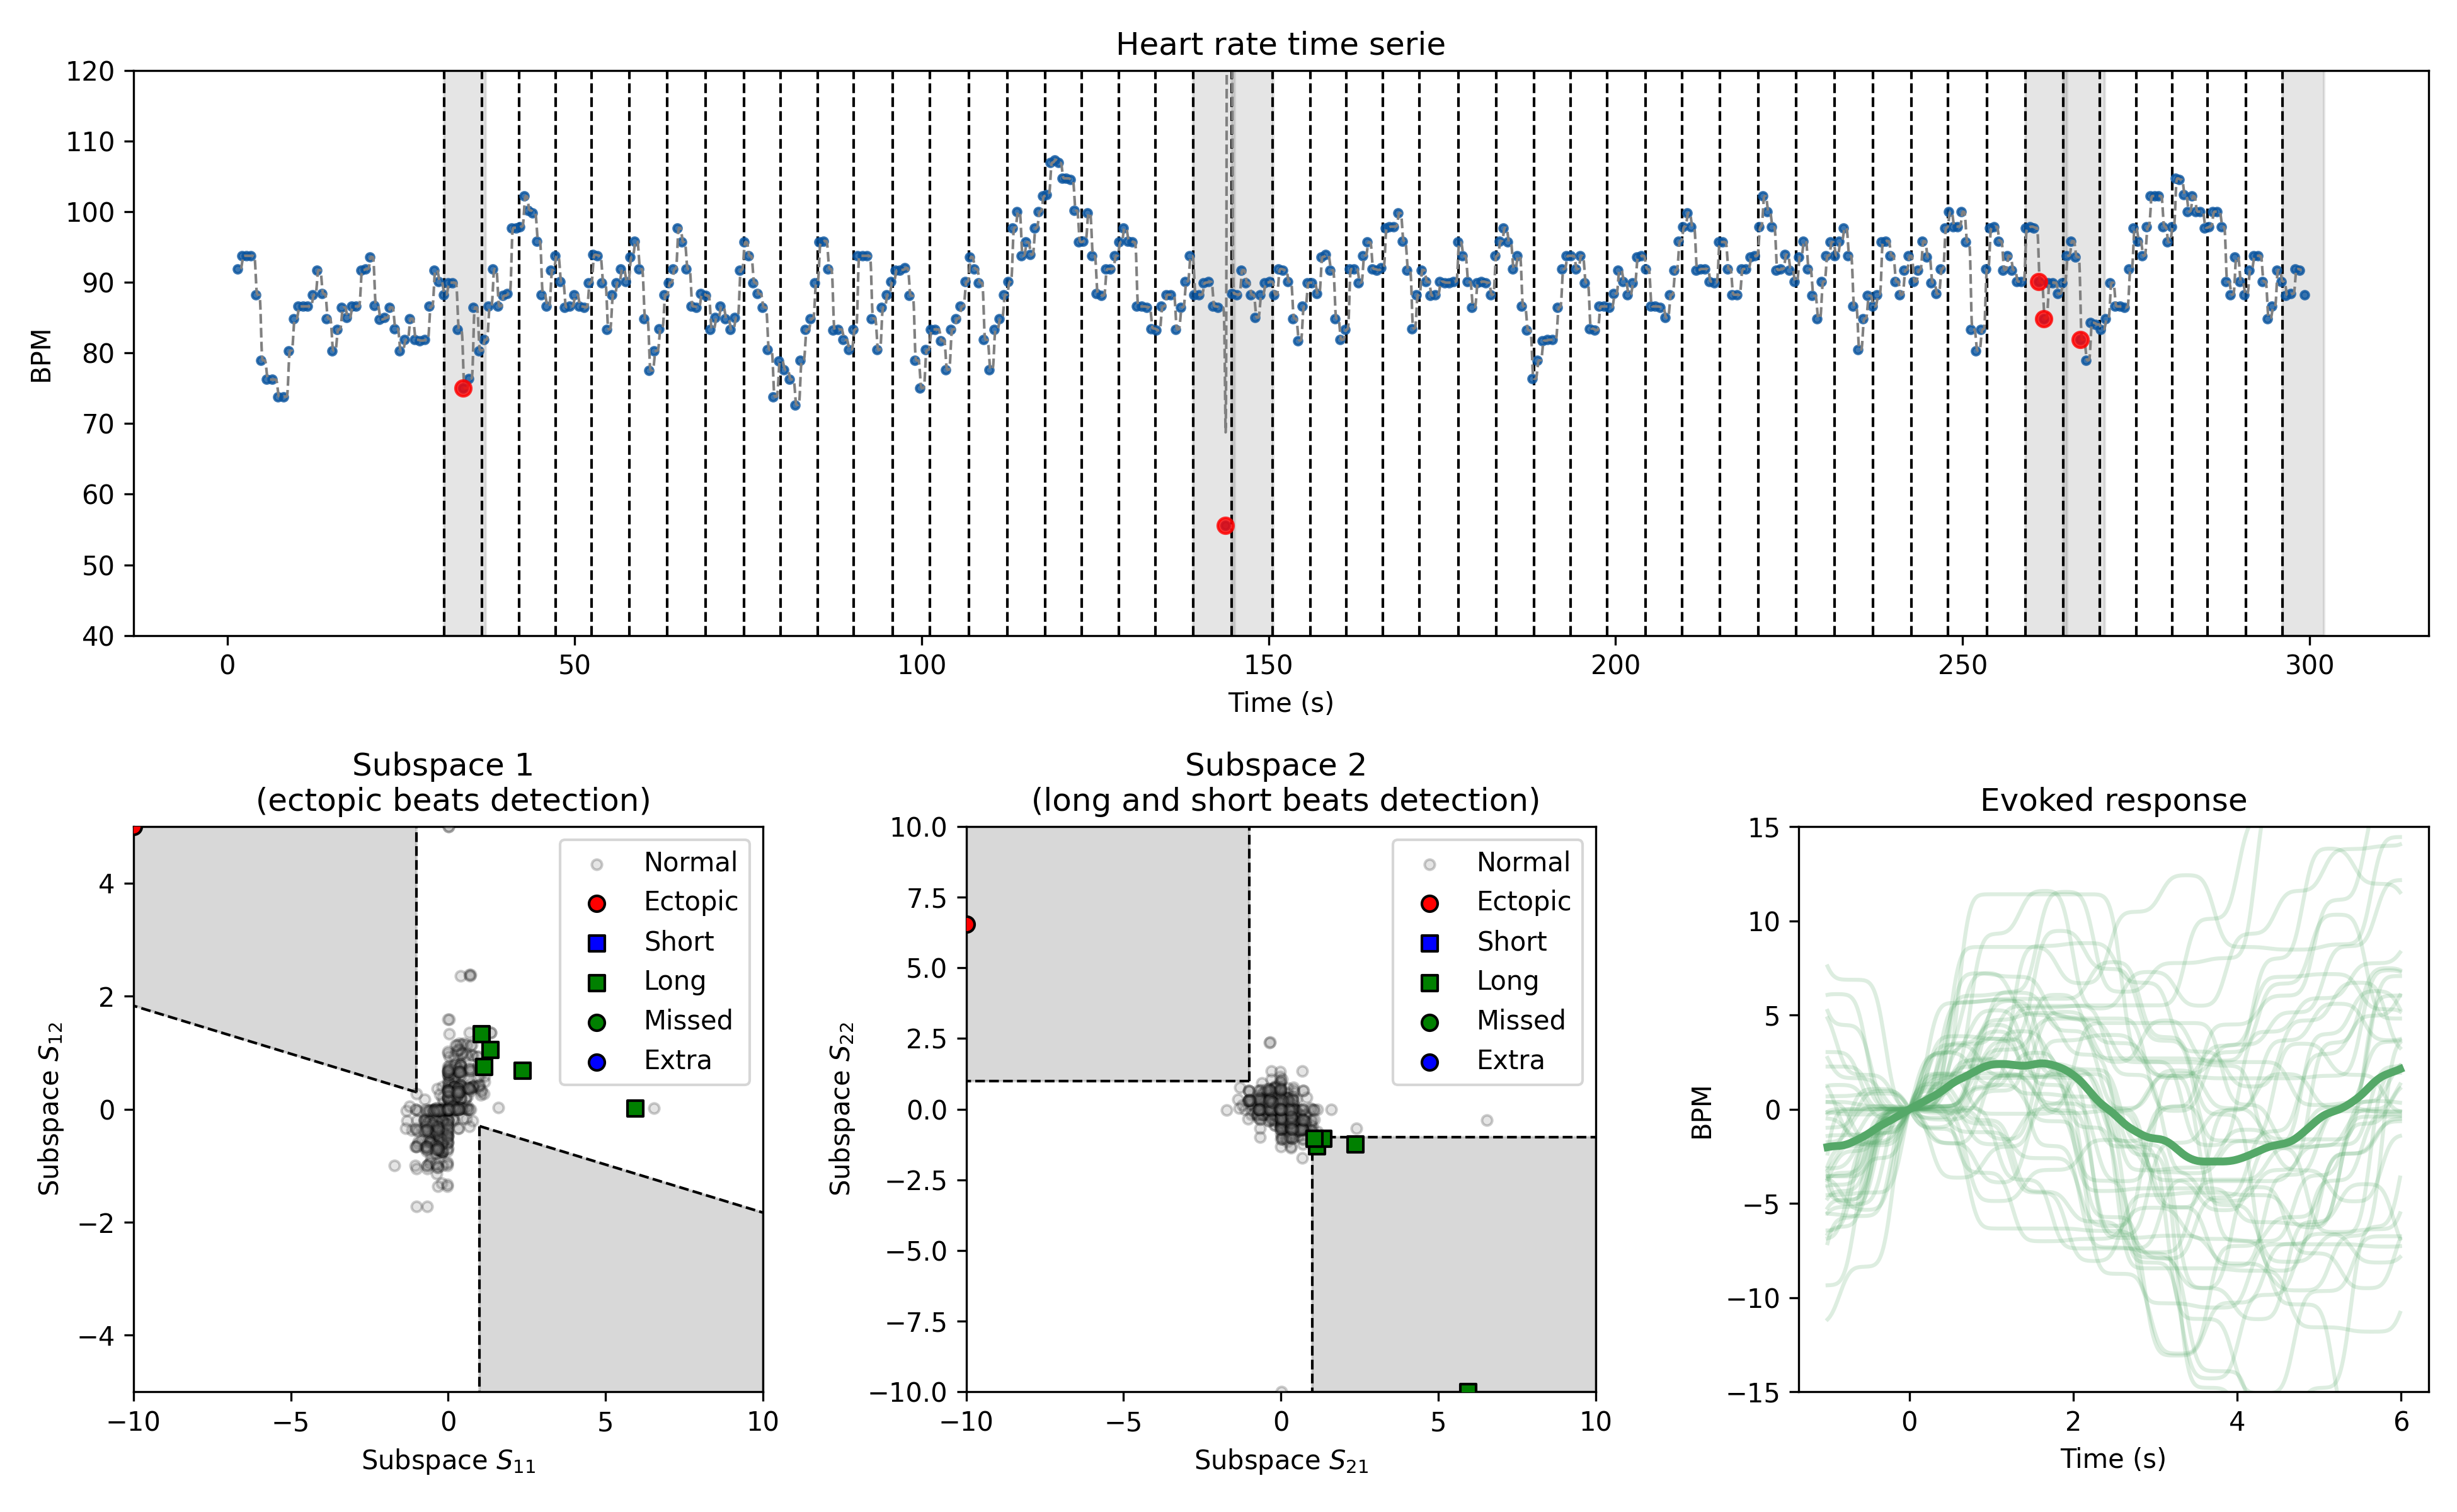 Heart rate time serie
120
110
100
90
80
70
60
50
40
BPM
0 50 100 150 200 250 300
Time (s)
Subspace 1
(ectopic beats detection)
4
2
0
−2
−4
Subspace S12
−10 −5 0 5 10
Subspace S11
Normal
Ectopic
Short
Long
Missed
Extra
Subspace 2
(long and short beats detection)
10.0
7.5
5.0
2.5
0.0
−2.5
−5.0
−7.5
−10.0
Subspace S22
−10 −5 0 5 10
Subspace S21
Normal
Ectopic
Short
Long
Missed
Extra
Evoked response
15
10
5
0
−5
−10
−15
BPM
0 2 4 6
Time (s)